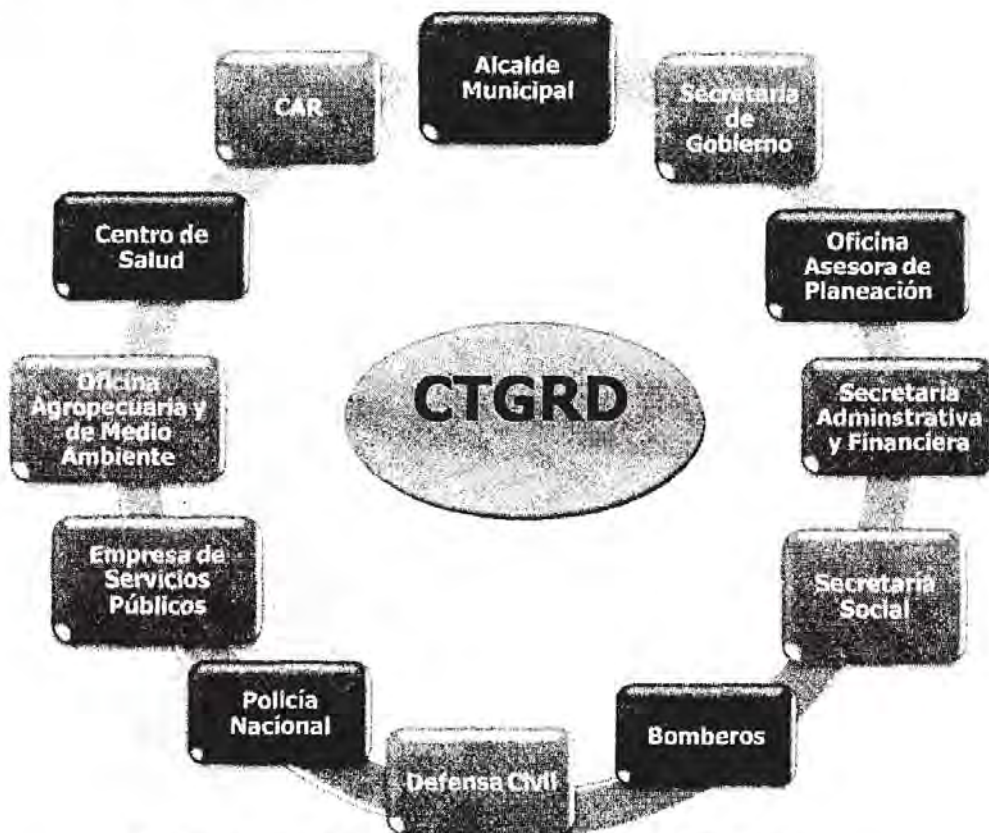 Alcalde
Municipal
Secretaria
de
Gobierno
Oficina
Asesora de
Planeación
Secretaria
Adminstrativa
y Financiera
Secretaría
Social
Bomberos
Defensa Civil
Policía
Nacional
Empresa de
Servicios
Públicos
Oficina
Agropecuaria y
de Medio
Ambiente
Centro de
Salud
CAR
CTGRD